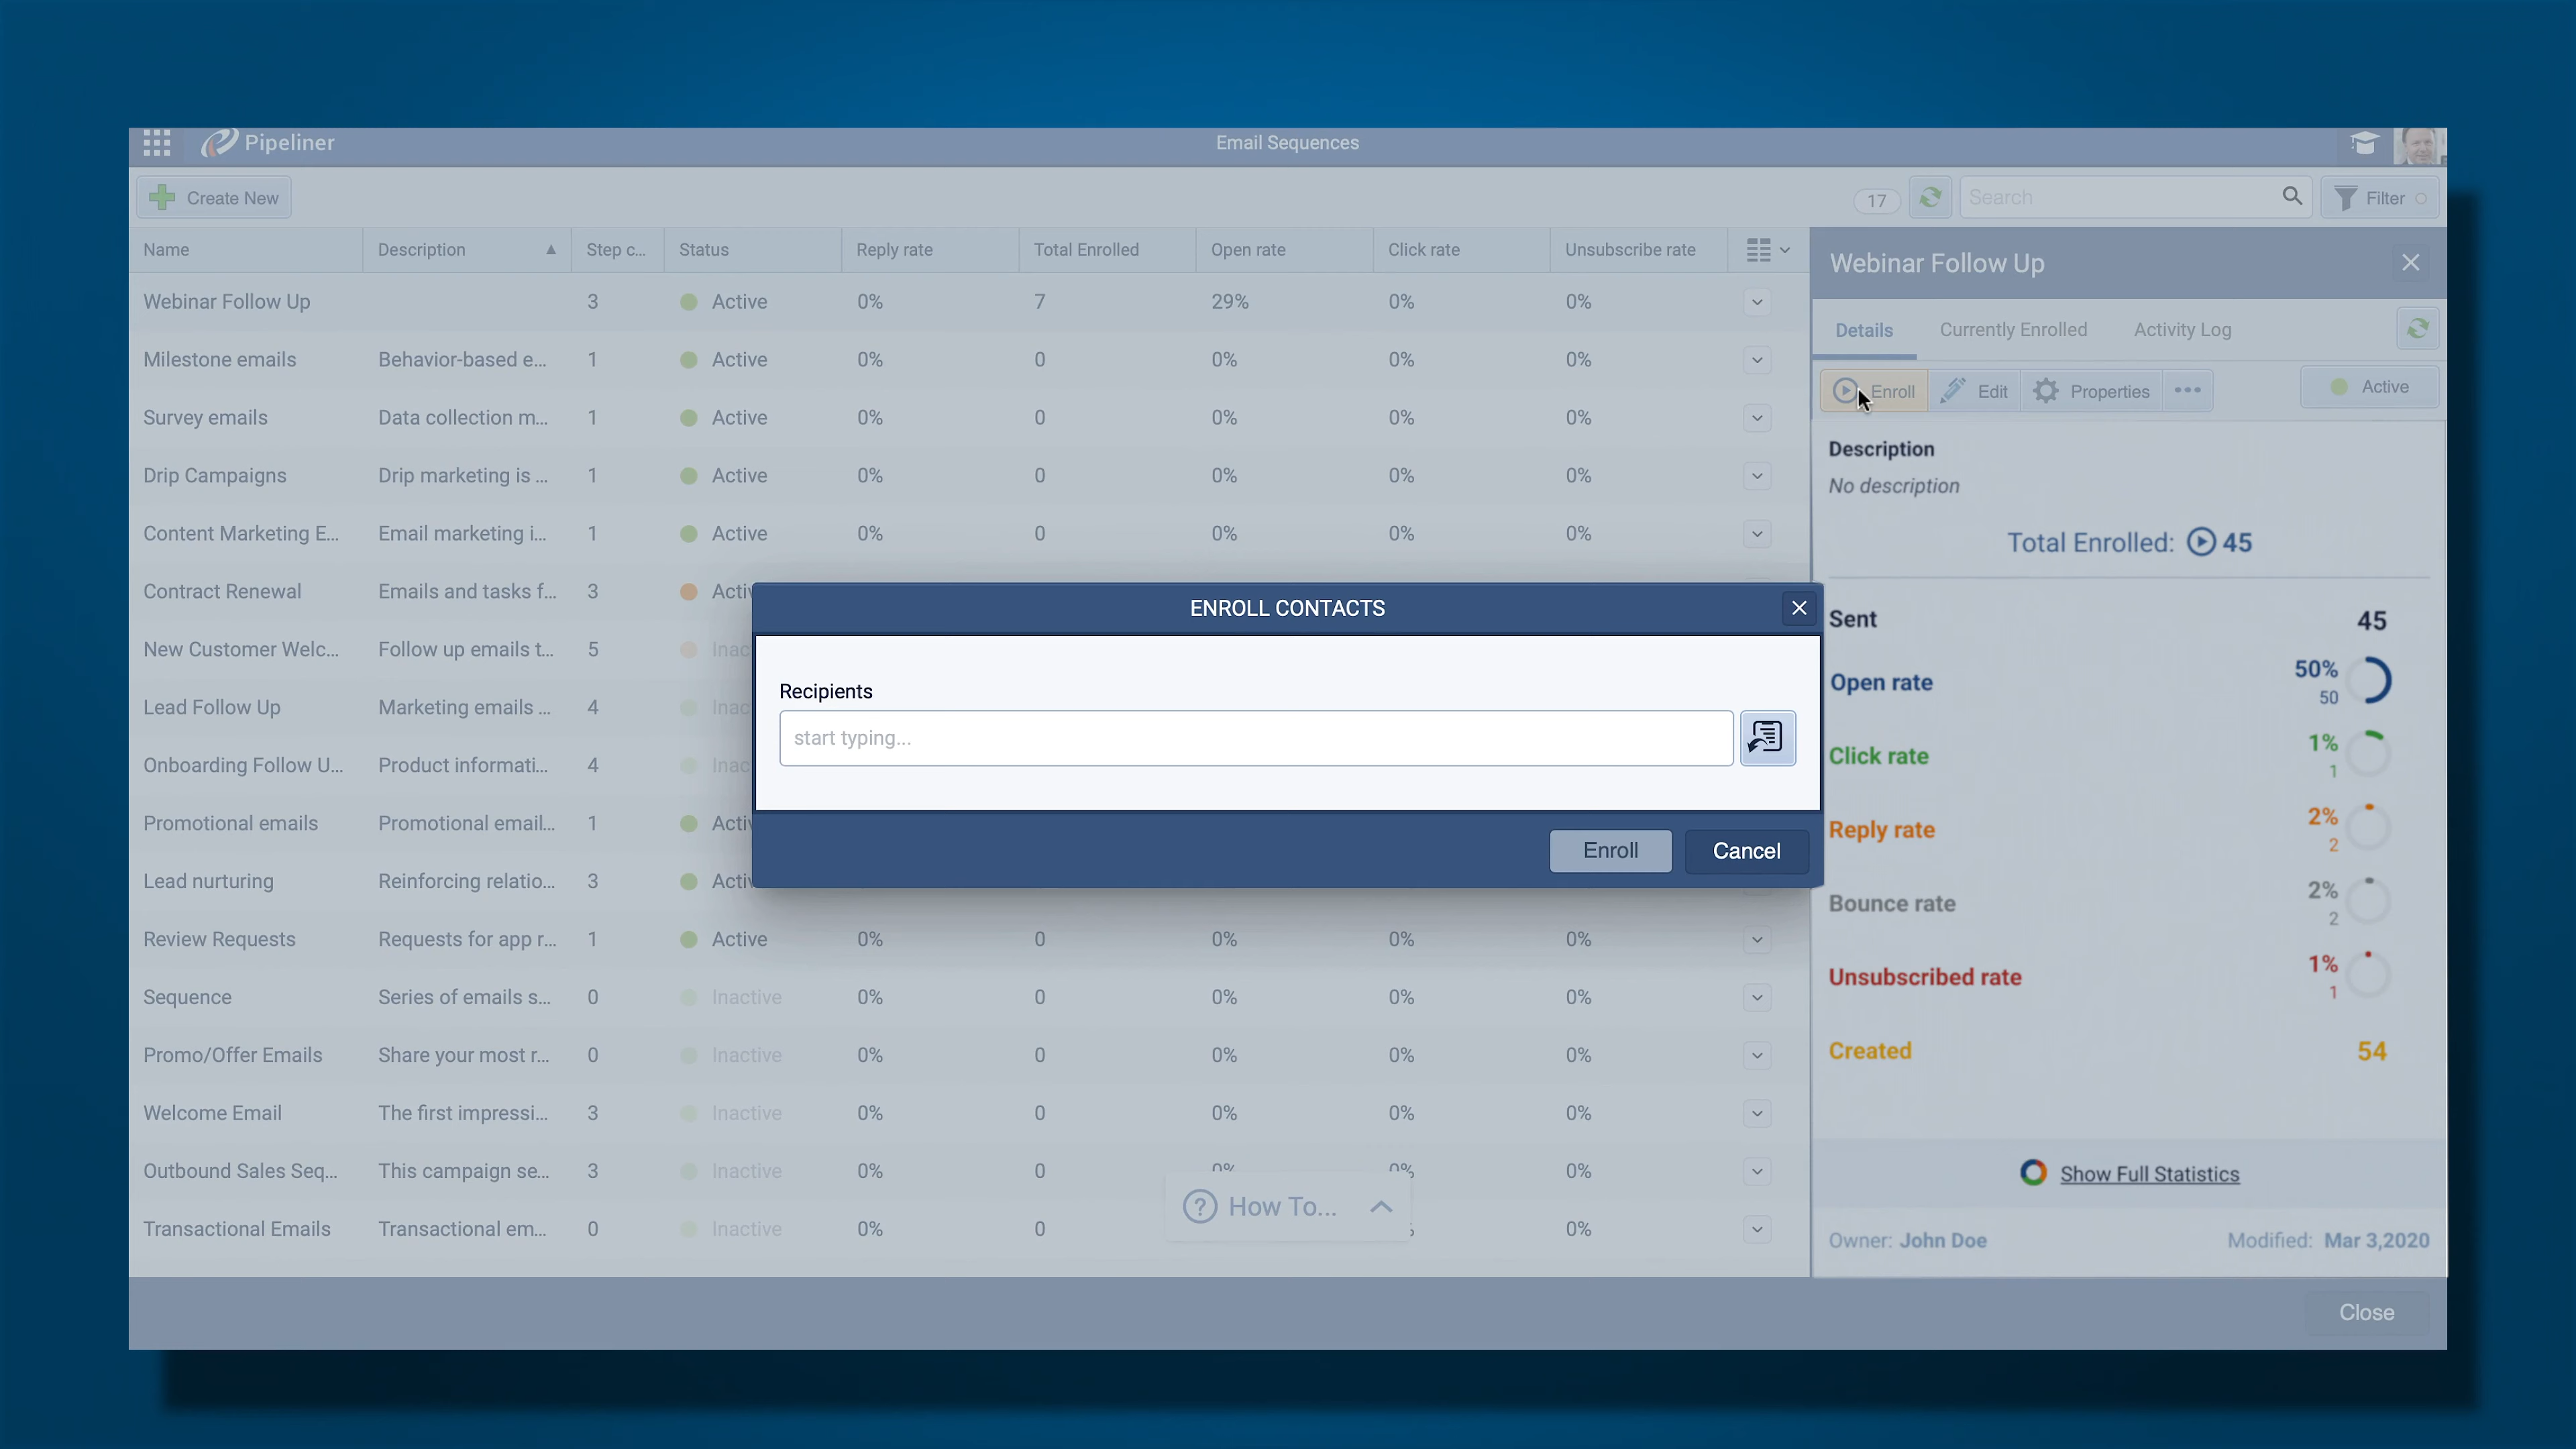 Pipeliner
Email Sequences
Create New
17
Search
Filter
Name Description Step c... Status Reply rate Total Enrolled Open rate Click rate Unsubscribe rate
Webinar Follow Up 3 Active 0% 7 29% 0% 0%
Milestone emails Behavior-based e... 1 Active 0% 0 0% 0% 0%
Survey emails Data collection m... 1 Active 0% 0 0% 0% 0%
Drip Campaigns Drip marketing is ... 1 Active 0% 0 0% 0% 0%
Content Marketing E... Email marketing i... 1 Active 0% 0 0% 0% 0%
Contract Renewal Emails and tasks f... 3
New Customer Welc... Follow up emails t... 5
Lead Follow Up Marketing emails ... 4
Onboarding Follow U... Product informati... 4
Promotional emails Promotional email... 1
Lead nurturing Reinforcing relatio... 3
Review Requests Requests for app r... 1 Active 0% 0 0% 0% 0%
Sequence Series of emails s... 0 Inactive 0% 0 0% 0% 0%
Promo/Offer Emails Share your most r... 0 Inactive 0% 0 0% 0% 0%
Welcome Email The first impressi... 3 Inactive 0% 0 0% 0% 0%
Outbound Sales Seq... This campaign se... 3 Inactive 0% 0 0% 0% 0%
Transactional Emails Transactional em... 0 Inactive 0% 0 0%
How To...
ENROLL CONTACTS
Recipients
start typing...
Enroll Cancel
Webinar Follow Up
Details Currently Enrolled Activity Log
Enroll Edit Properties Active
Description
No description
Total Enrolled: 45
Sent 45
Open rate 50%
50
Click rate 1%
1
Reply rate 2%
2
Bounce rate 2%
2
Unsubscribed rate 1%
1
Created 54
Show Full Statistics
Owner: John Doe Modified: Mar 3,2020
Close